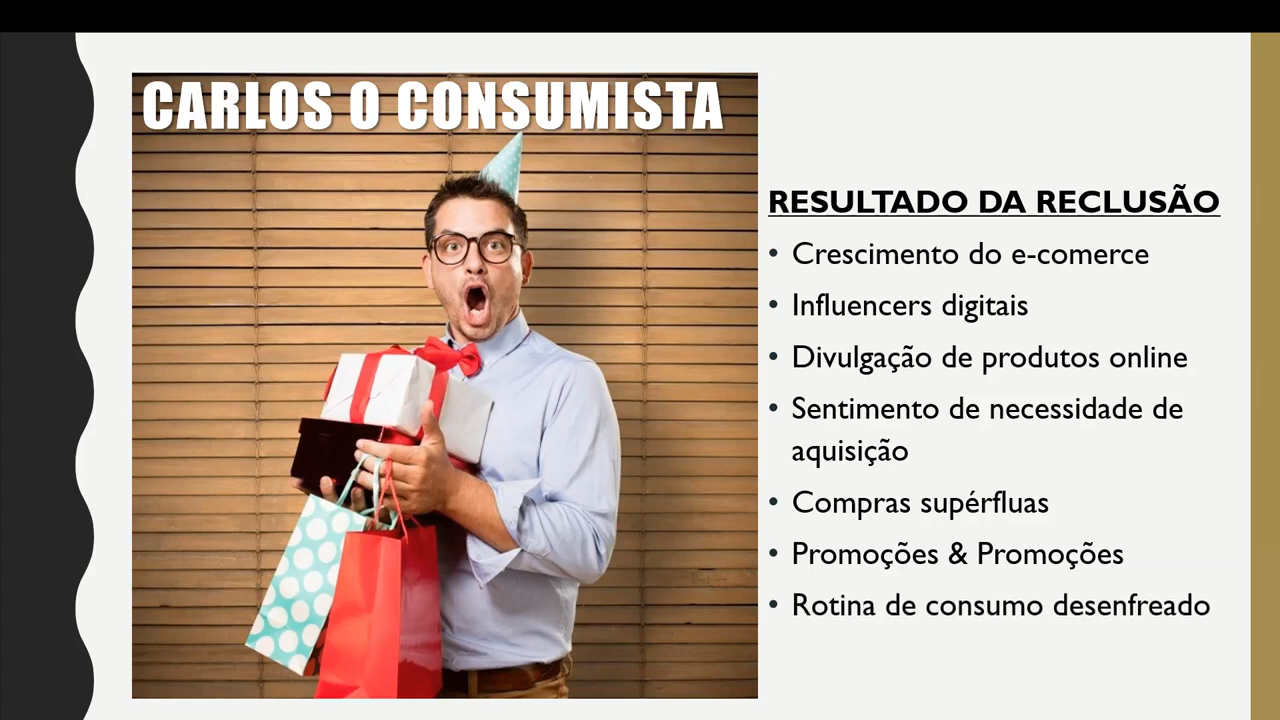 CARLOS O CONSUMISTA
RESULTADO DA RECLUSÃO
• Crescimento do e-comerce
• Influencers digitais
• Divulgação de produtos online
• Sentimento de necessidade de
aquisição
• Compras supérfluas
• Promoções & Promoções
• Rotina de consumo desenfreado